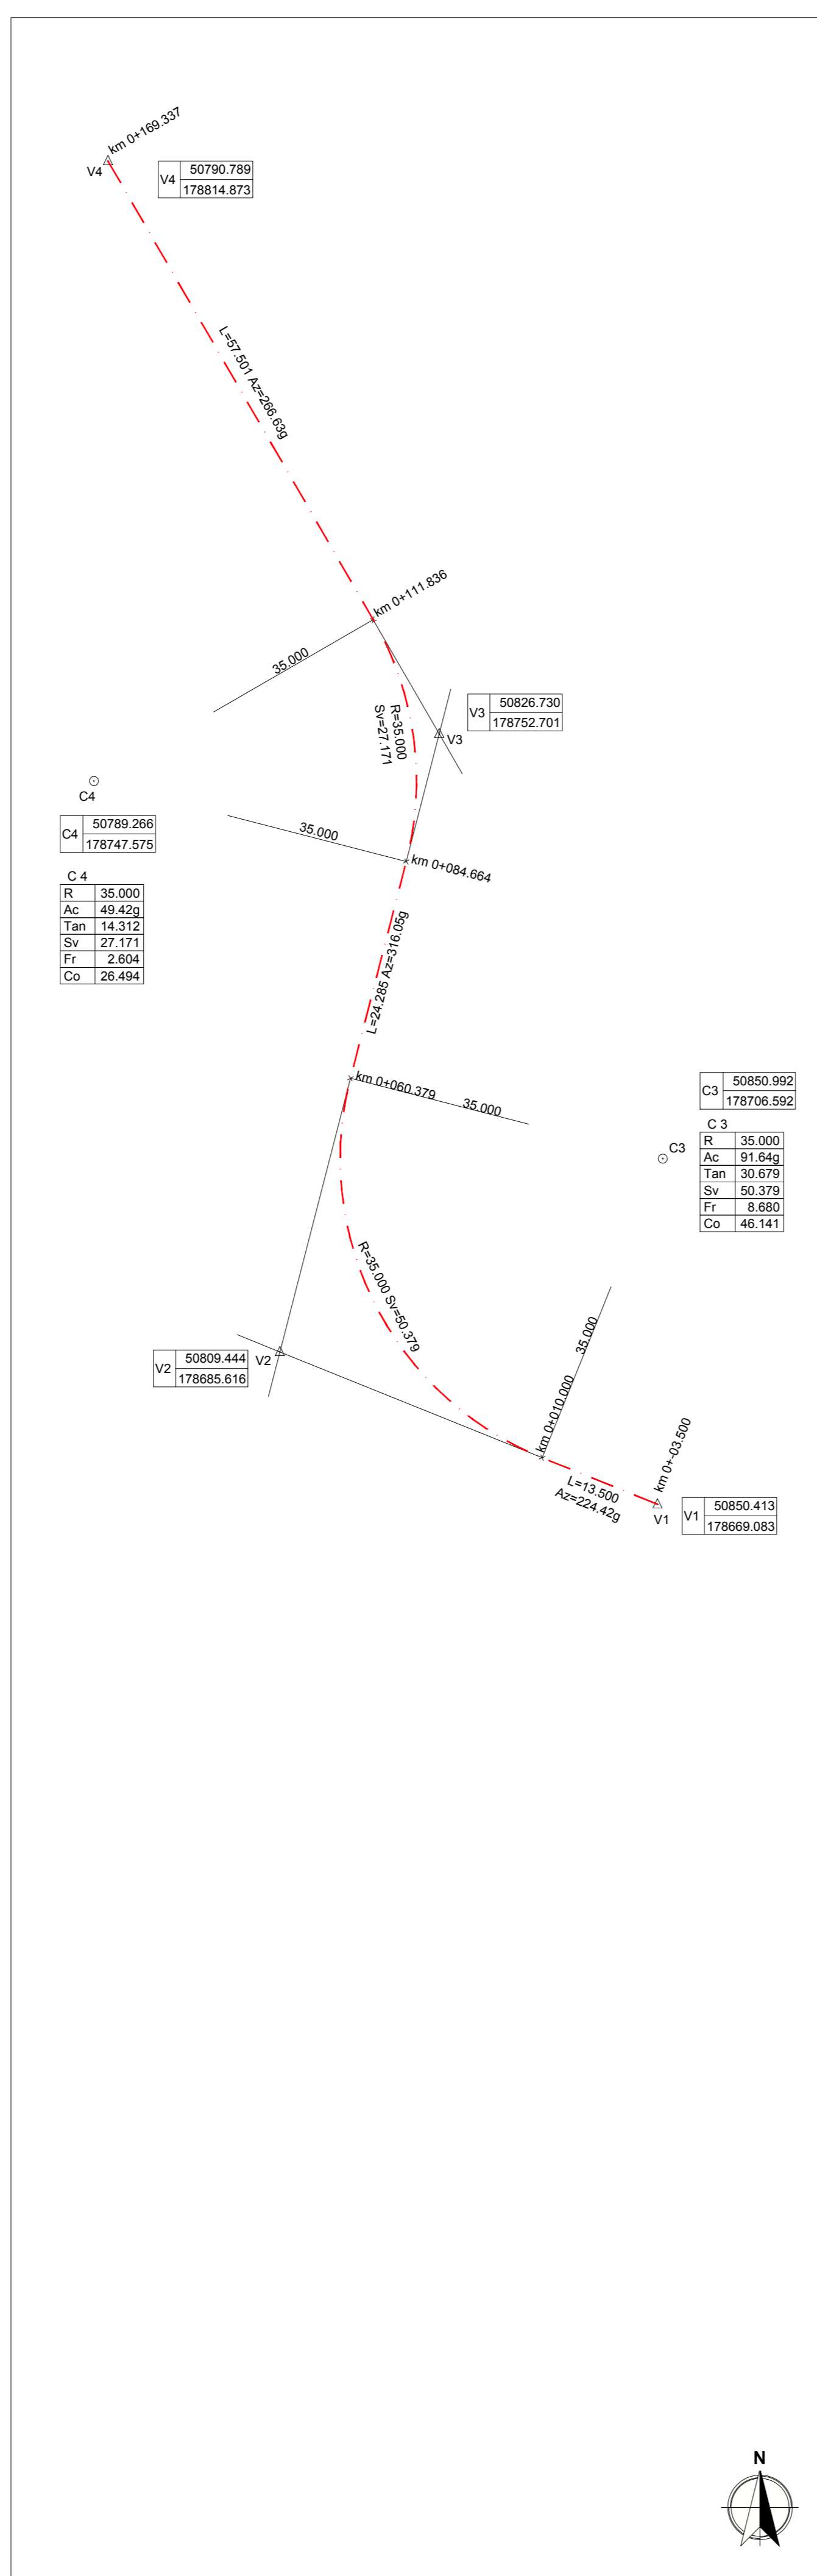 km 0+169.337
V4
V4 50790.789
178814.873
L=57.501 Az=266.63g
km 0+111.836
35.000
R=35.000
Sv=27.171
V3
V3 50826.730
178752.701
C4
C4 50789.266
178747.575
35.000
km 0+084.664
C 4
R 35.000
Ac 49.42g
Tan 14.312
Sv 27.171
Fr 2.604
Co 26.494
L=24.285 Az=316.05g
km 0+060.379
35.000
C3 50850.992
178706.592
C3
C 3
R 35.000
Ac 91.64g
Tan 30.679
Sv 50.379
Fr 8.680
Co 46.141
R=35.000 Sv=50.379
35.000
V2 50809.444
178685.616
V2
km 0+010.000
km 0+-03.500
L=13.500
Az=224.42g
V1
V1 50850.413
178669.083
N